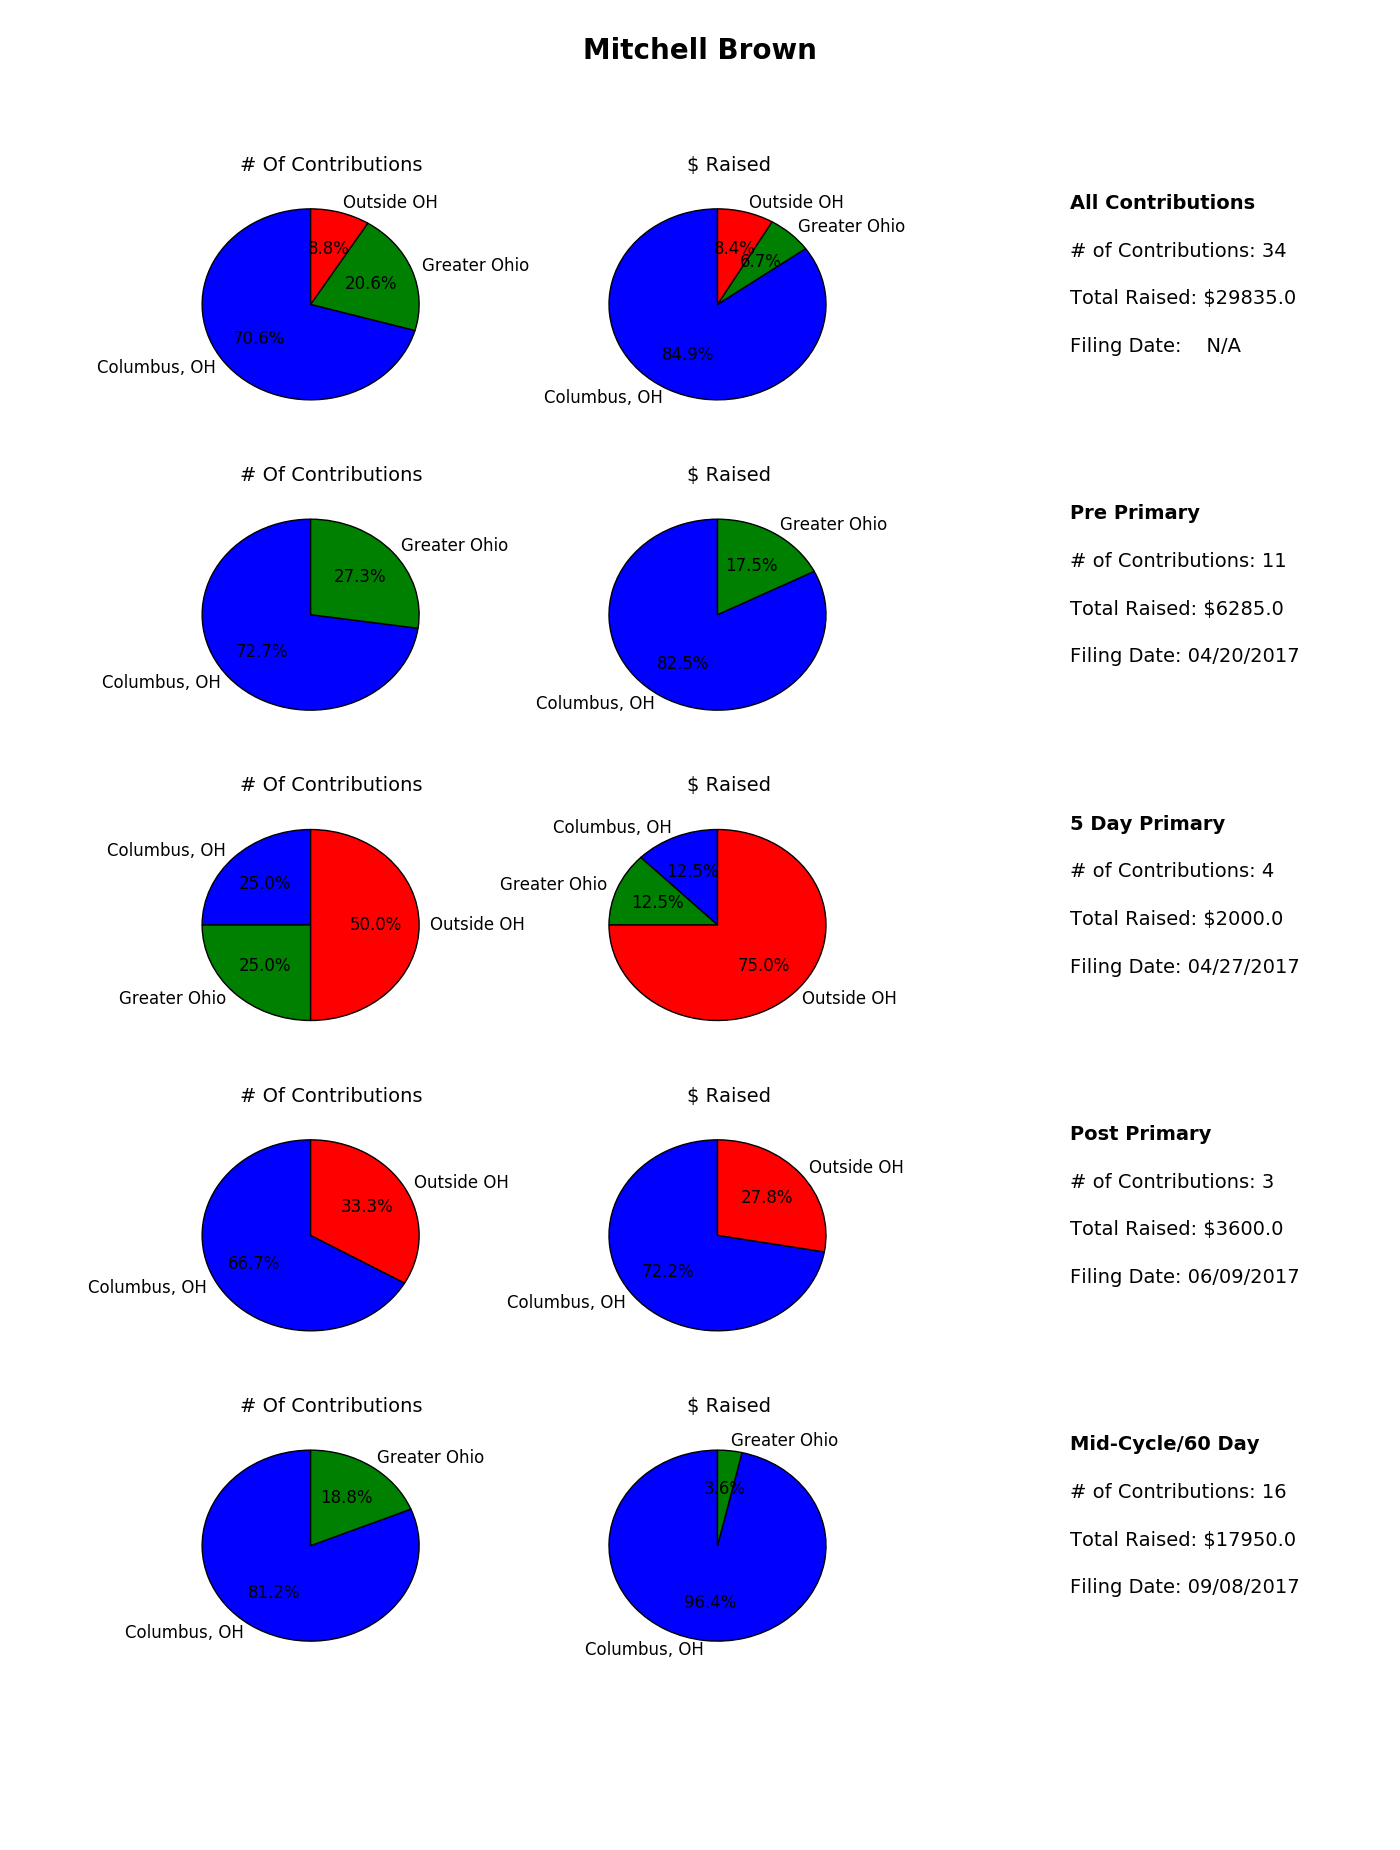 Mitchell Brown
# Of Contributions
$ Raised
Outside OH
8.8%
Greater Ohio
20.6%
70.6%
Columbus, OH
Outside OH
8.4%
Greater Ohio
6.7%
84.9%
Columbus, OH
All Contributions
# of Contributions: 34
Total Raised: $29835.0
Filing Date: N/A
# Of Contributions
$ Raised
Greater Ohio
27.3%
72.7%
Columbus, OH
Greater Ohio
17.5%
82.5%
Columbus, OH
Pre Primary
# of Contributions: 11
Total Raised: $6285.0
Filing Date: 04/20/2017
# Of Contributions
$ Raised
Columbus, OH
25.0%
50.0%
Outside OH
25.0%
Greater Ohio
Columbus, OH
12.5%
Greater Ohio
12.5%
75.0%
Outside OH
5 Day Primary
# of Contributions: 4
Total Raised: $2000.0
Filing Date: 04/27/2017
# Of Contributions
$ Raised
Outside OH
33.3%
66.7%
Columbus, OH
Outside OH
27.8%
72.2%
Columbus, OH
Post Primary
# of Contributions: 3
Total Raised: $3600.0
Filing Date: 06/09/2017
# Of Contributions
$ Raised
Greater Ohio
18.8%
81.2%
Columbus, OH
Greater Ohio
3.6%
96.4%
Columbus, OH
Mid-Cycle/60 Day
# of Contributions: 16
Total Raised: $17950.0
Filing Date: 09/08/2017